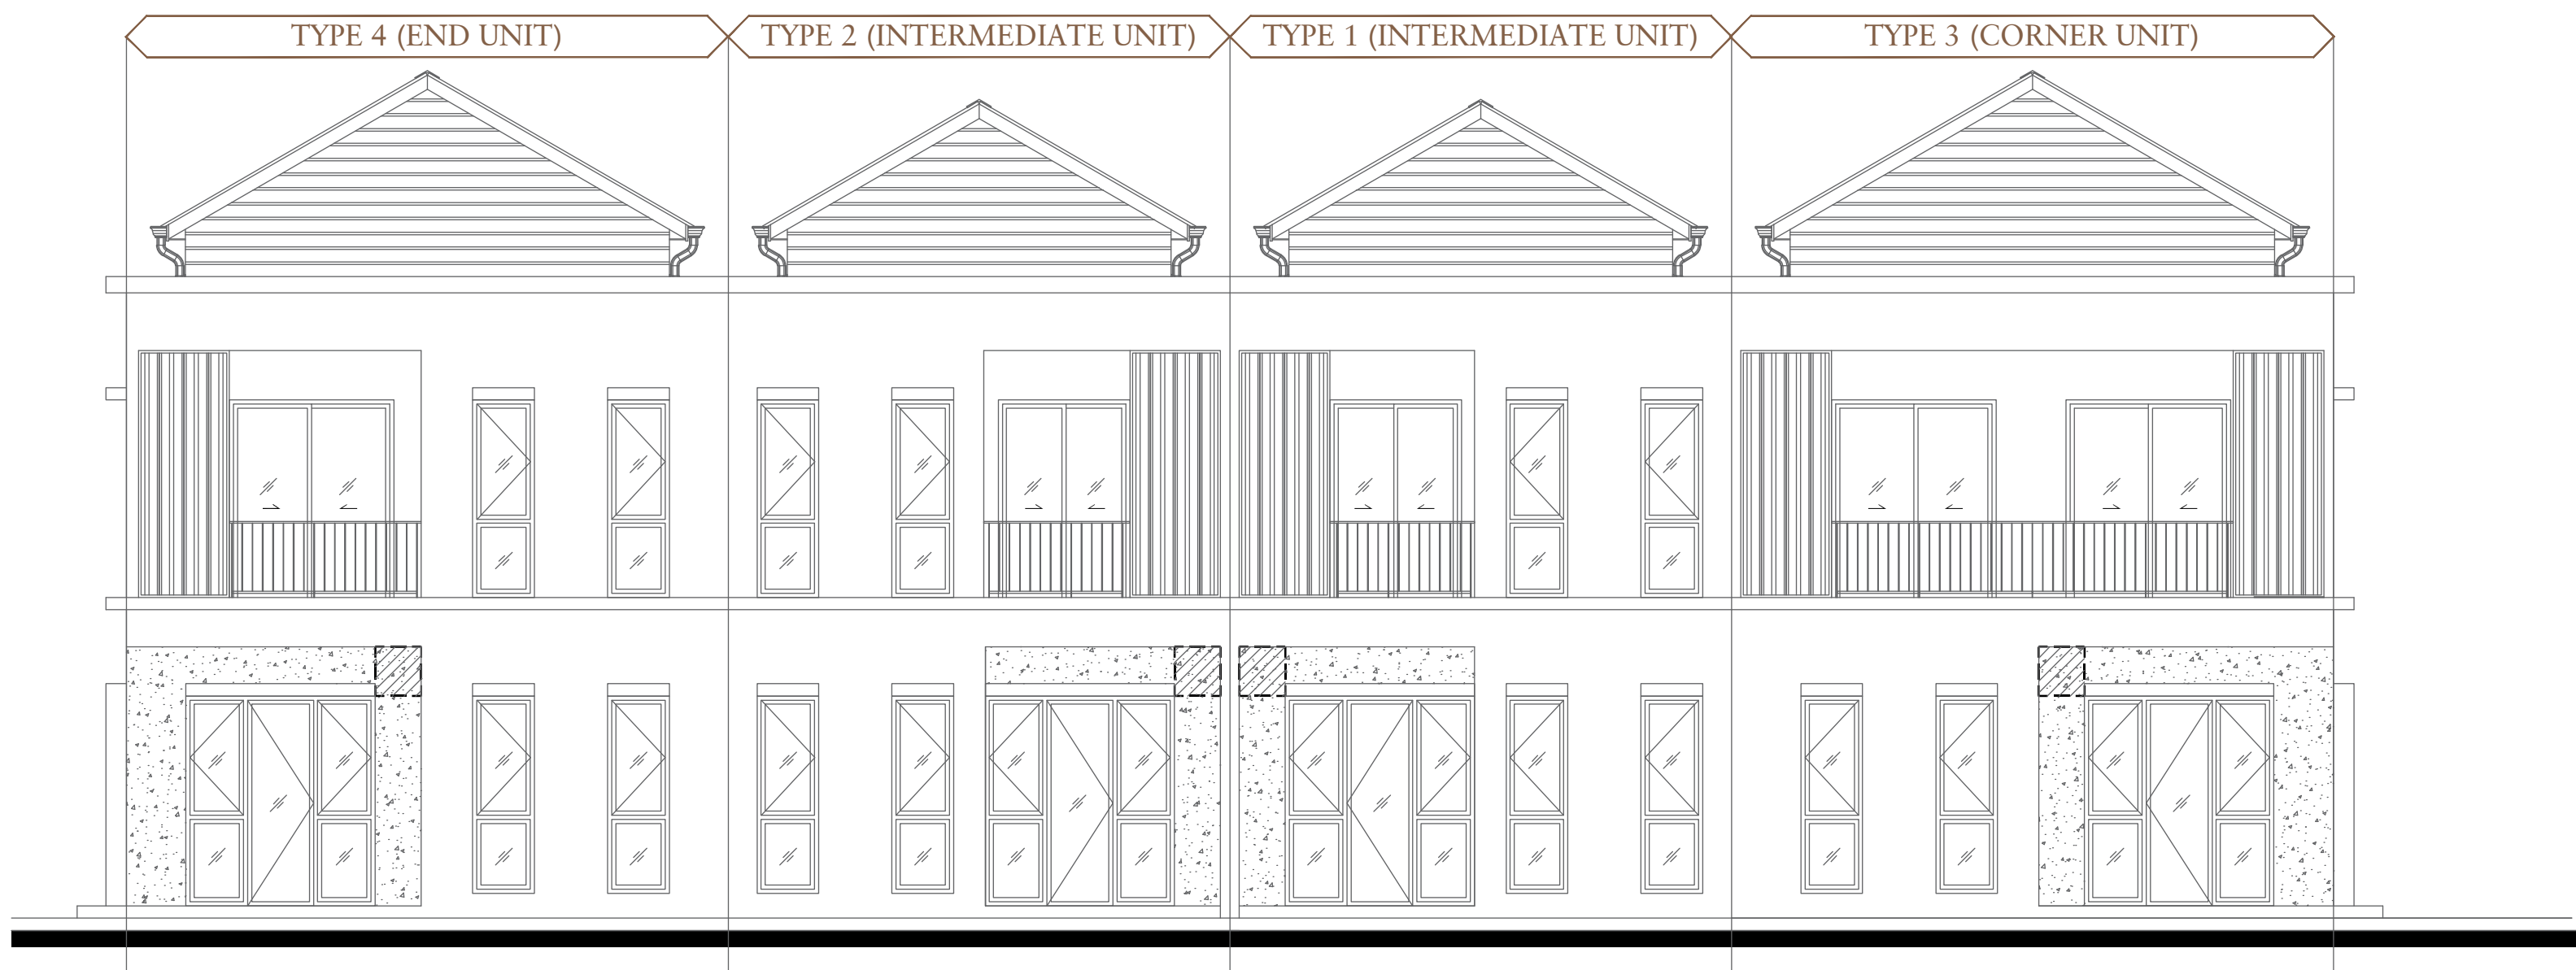 TYPE 4 (END UNIT)
TYPE 2 (INTERMEDIATE UNIT)
TYPE 1 (INTERMEDIATE UNIT)
TYPE 3 (CORNER UNIT)